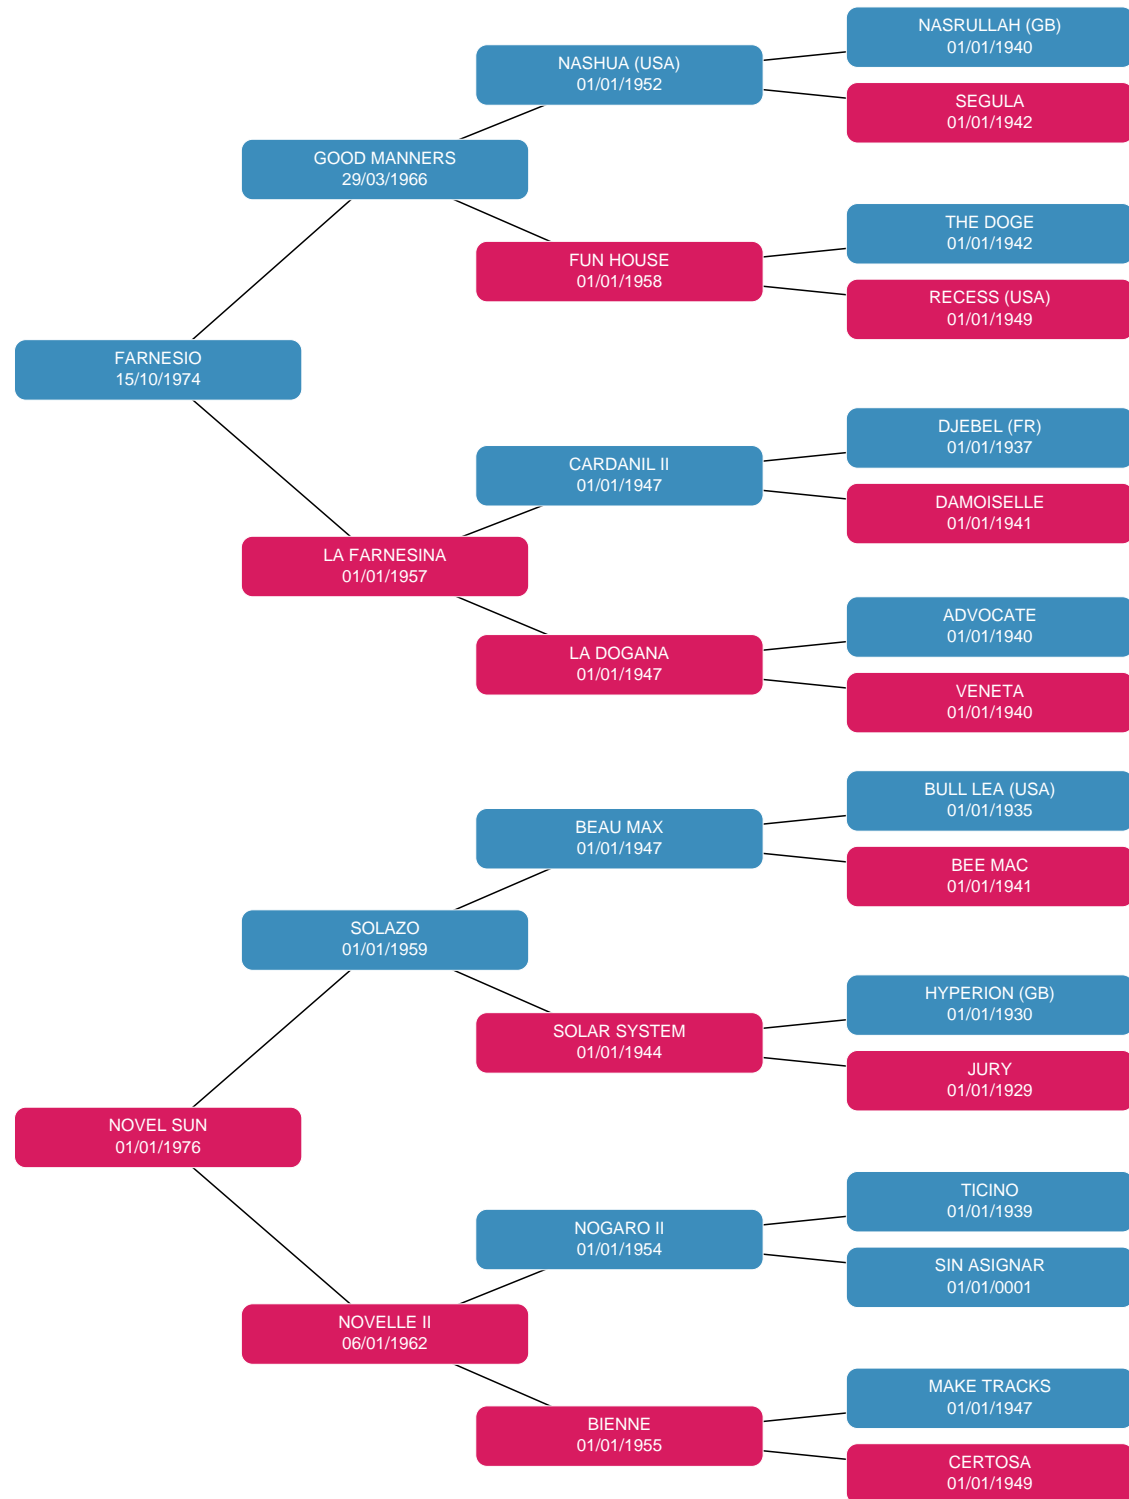 NASRULLAH (GB)
01/01/1940
NASHUA (USA)
01/01/1952
SEGULA
01/01/1942
GOOD MANNERS
29/03/1966
THE DOGE
01/01/1942
FUN HOUSE
01/01/1958
RECESS (USA)
01/01/1949
FARNESIO
15/10/1974
DJEBEL (FR)
01/01/1937
CARDANIL II
01/01/1947
DAMOISELLE
01/01/1941
LA FARNESINA
01/01/1957
ADVOCATE
01/01/1940
LA DOGANA
01/01/1947
VENETA
01/01/1940
BULL LEA (USA)
01/01/1935
BEAU MAX
01/01/1947
BEE MAC
01/01/1941
SOLAZO
01/01/1959
HYPERION (GB)
01/01/1930
SOLAR SYSTEM
01/01/1944
JURY
01/01/1929
NOVEL SUN
01/01/1976
TICINO
01/01/1939
NOGARO II
01/01/1954
SIN ASIGNAR
01/01/0001
NOVELLE II
06/01/1962
MAKE TRACKS
01/01/1947
BIENNE
01/01/1955
CERTOSA
01/01/1949